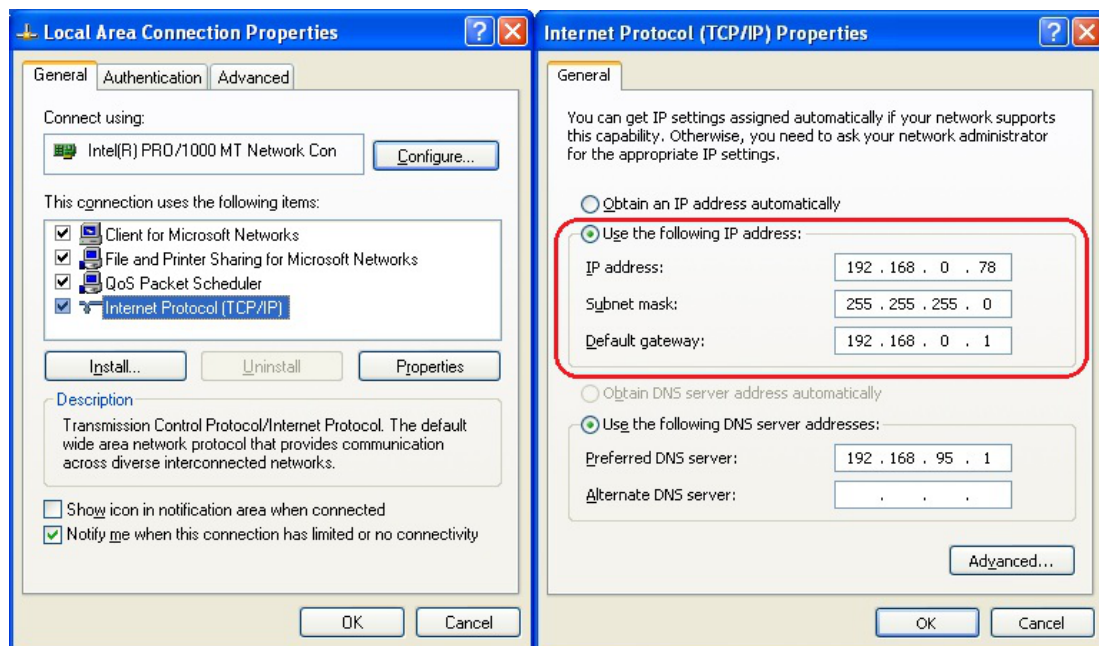 Local Area Connection Properties
General Authentication Advanced
Connect using:
Intel(R) PRO/1000 MT Network Con
Configure...
This connection uses the following items:
Client for Microsoft Networks
File and Printer Sharing for Microsoft Networks
QoS Packet Scheduler
Internet Protocol (TCP/IP)
Install... Uninstall Properties
Description
Transmission Control Protocol/Internet Protocol. The default
wide area network protocol that provides communication
across diverse interconnected networks.
Show icon in notification area when connected
Notify me when this connection has limited or no connectivity
OK Cancel
Internet Protocol (TCP/IP) Properties
General
You can get IP settings assigned automatically if your network supports
this capability. Otherwise, you need to ask your network administrator
for the appropriate IP settings.
Obtain an IP address automatically
Use the following IP address:
IP address: 192 . 168 . 0 . 78
Subnet mask: 255 . 255 . 255 . 0
Default gateway: 192 . 168 . 0 . 1
Obtain DNS server address automatically
Use the following DNS server addresses:
Preferred DNS server: 192 . 168 . 95 . 1
Alternate DNS server: . . .
Advanced...
OK Cancel